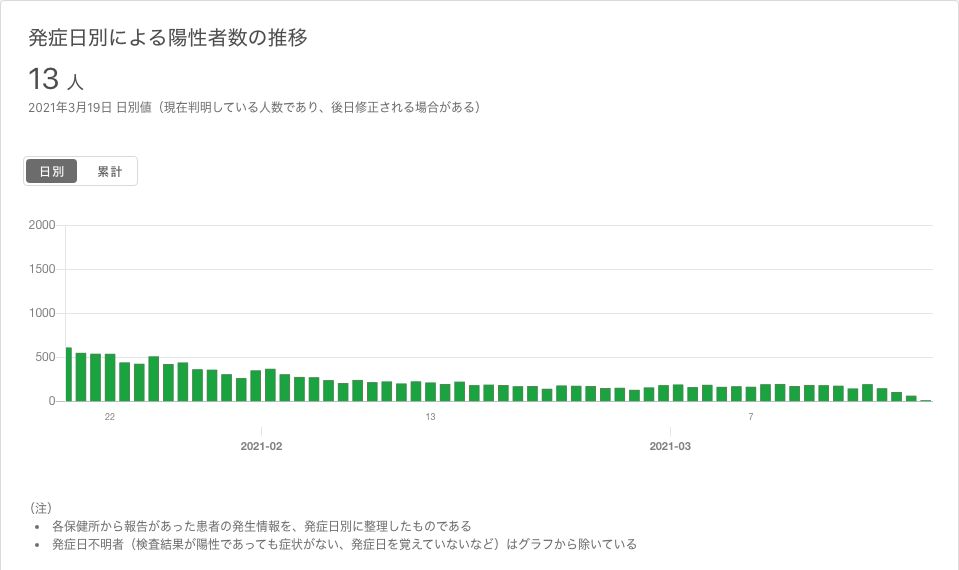 発症日別による陽性者数の推移
13 人
2021年3月19日 日別値（現在判明している人数であり、後日修正される場合がある）
日別 累計
2000
1500
1000
500
0
22 13 7
2021-02 2021-03
（注）
• 各保健所から報告があった患者の発生情報を、発症日別に整理したものである
• 発症日不明者（検査結果が陽性であっても症状がない、発症日を覚えていないなど）はグラフから除いている